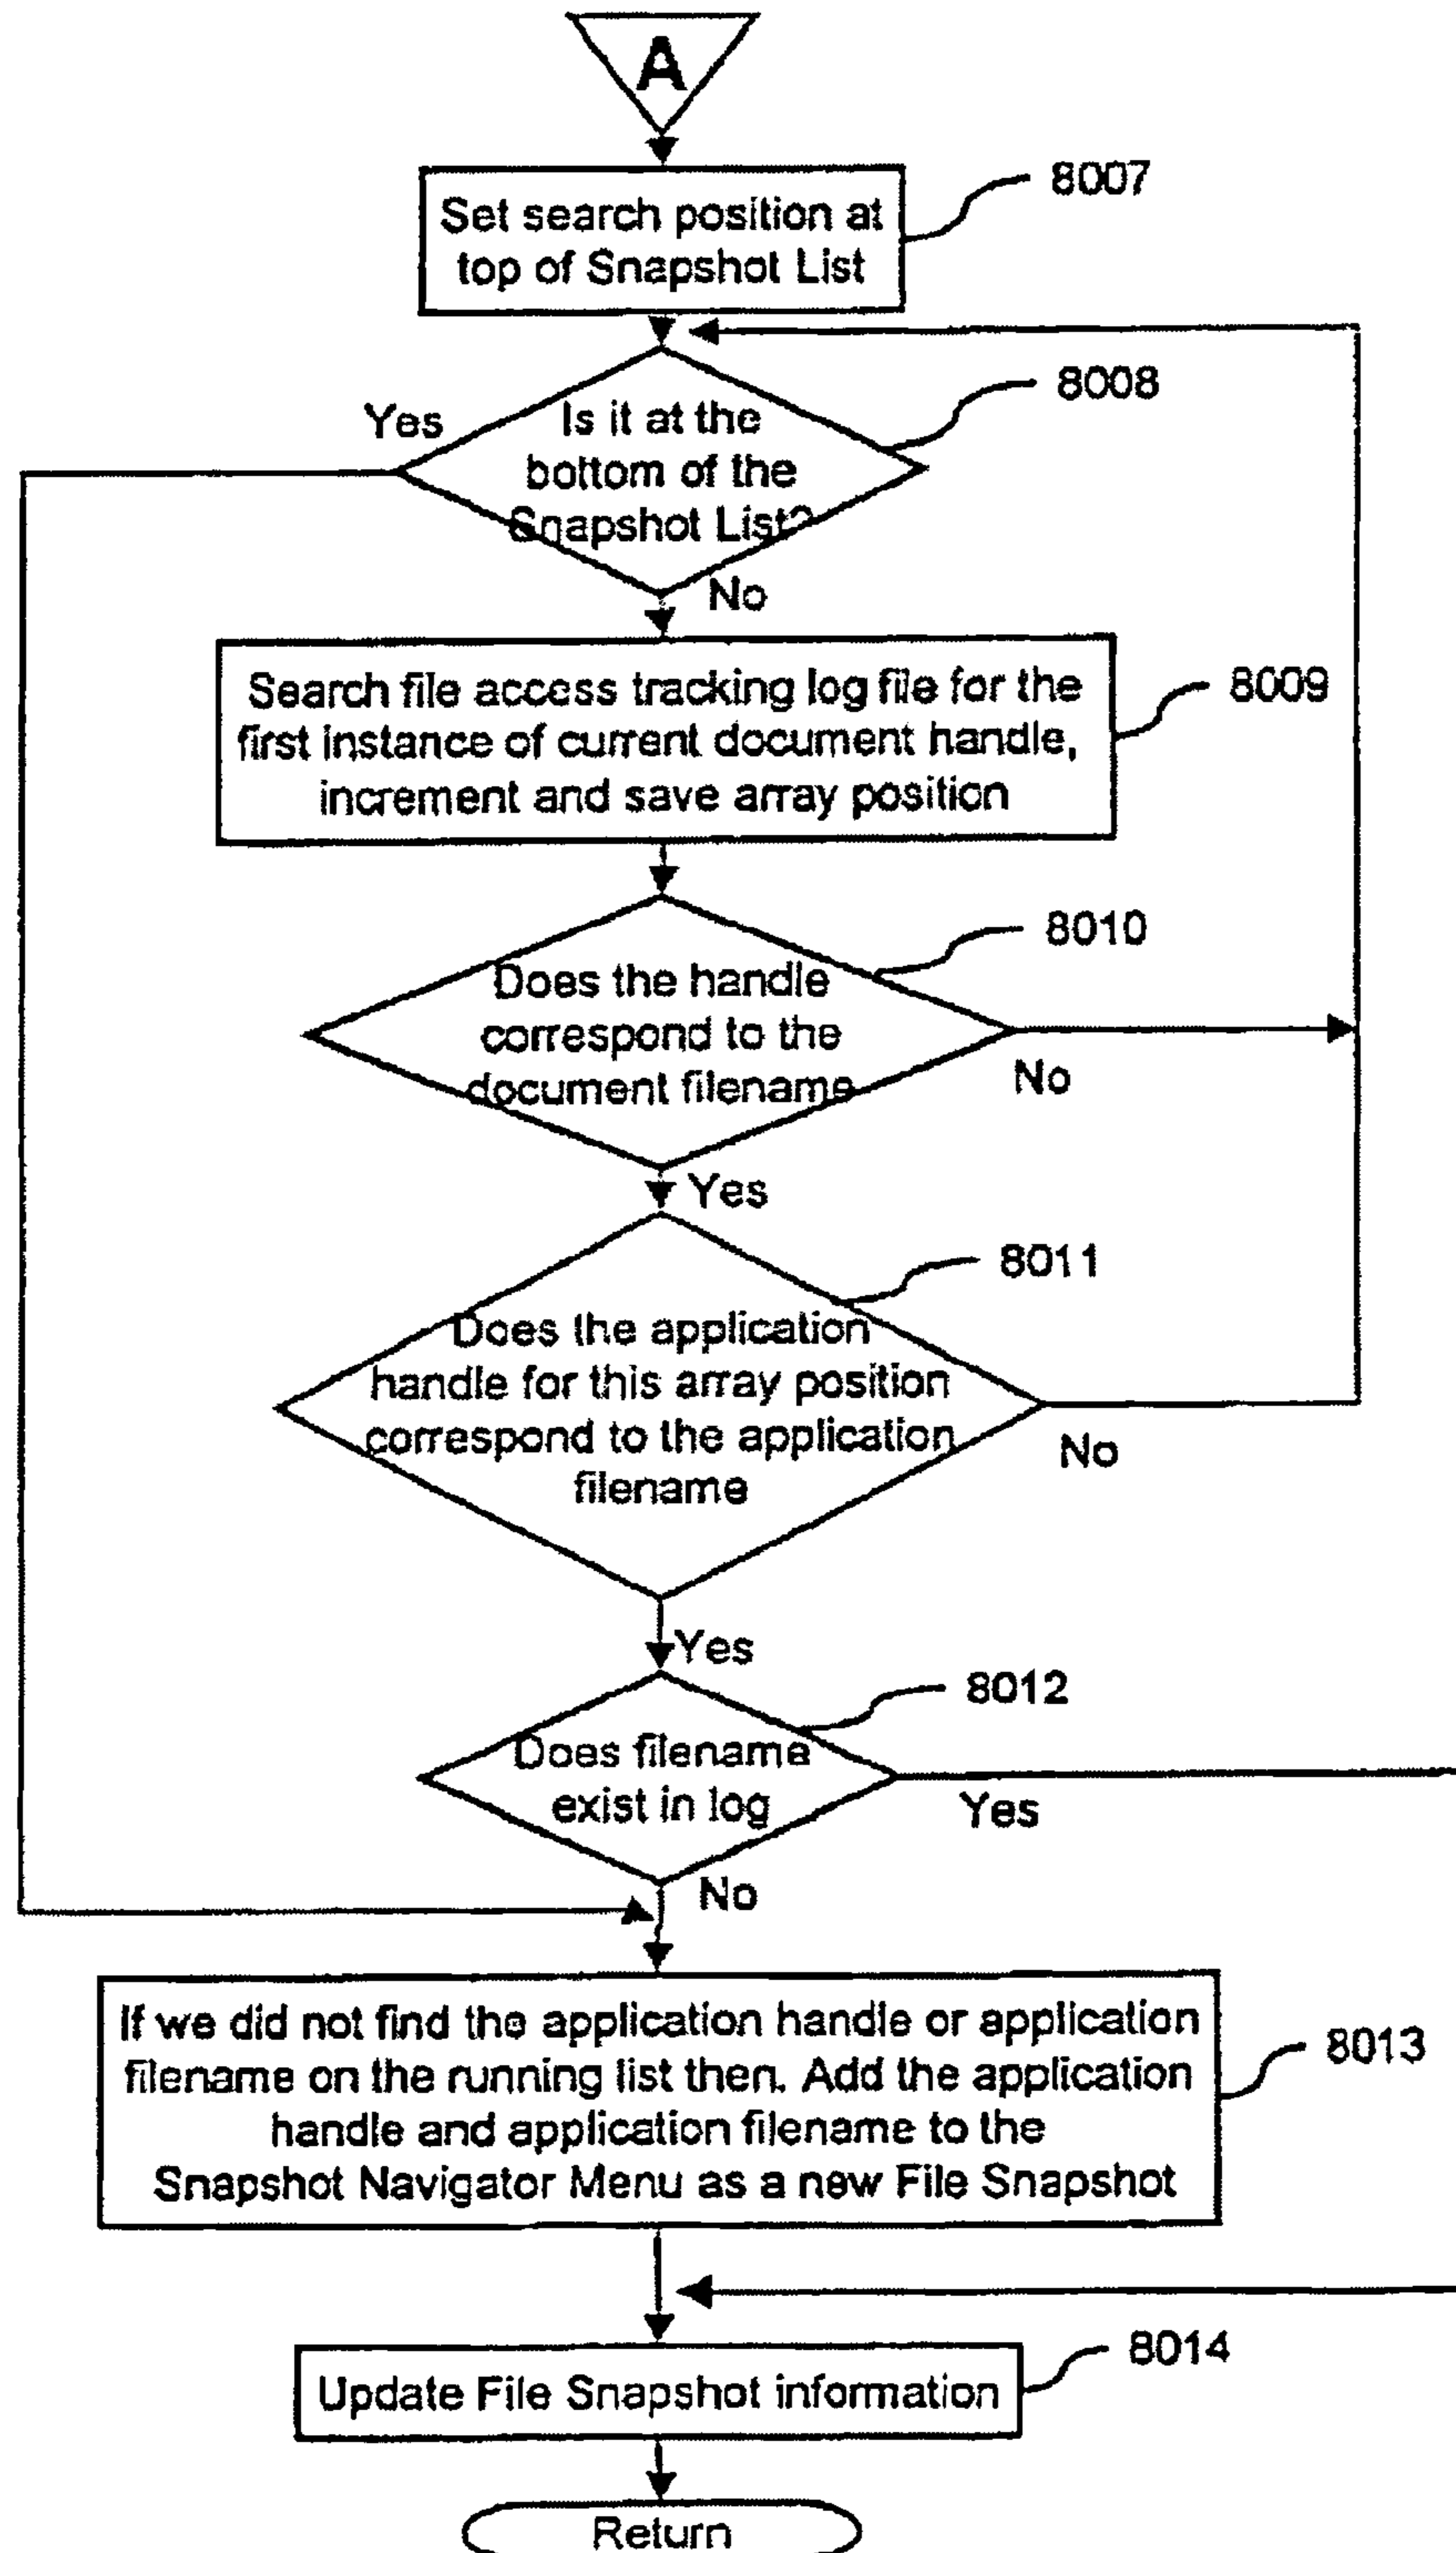 A
Set search position at
top of Snapshot List
8007
Yes
Is it at the
bottom of the
Snapshot List?
8008
No
Search file access tracking log file for the
first instance of current document handle,
increment and save array position
8009
Does the handle
correspond to the
document filename
8010
No
Yes
Does the application
handle for this array position
correspond to the application
filename
8011
No
Yes
Does filename
exist in log
8012
Yes
No
If we did not find the application handle or application
filename on the running list then. Add the application
handle and application filename to the
Snapshot Navigator Menu as a new File Snapshot
8013
Update File Snapshot information
8014
Return